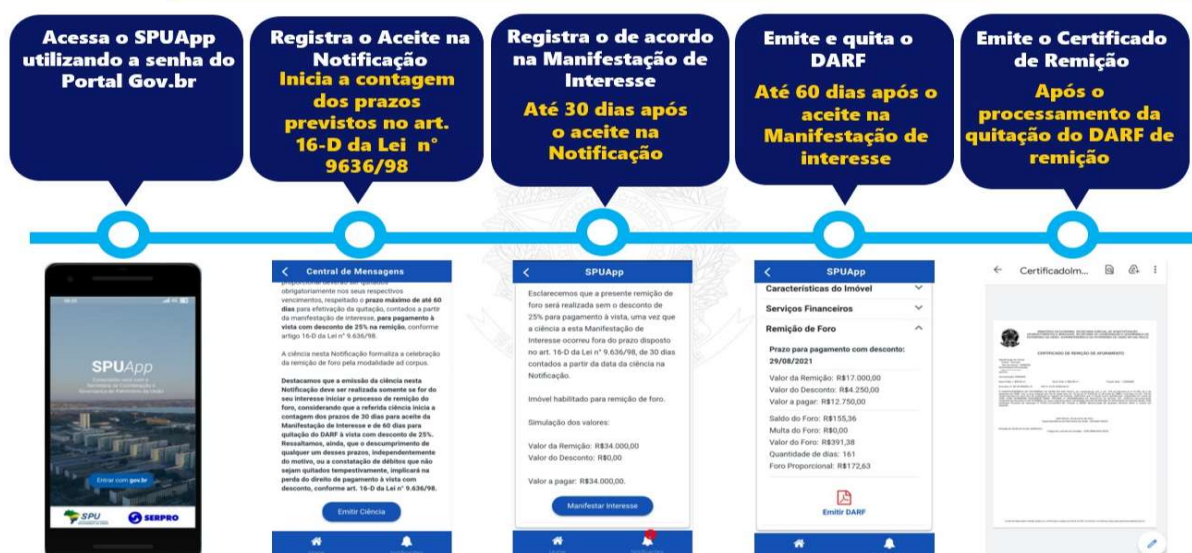 Acessa o SPUApp
utilizando a senha do
Portal Gov.br
Registra o Aceite na
Notificação
Inicia a contagem
dos prazos
previstos no art.
16-D da Lei n°
9636/98
Registra o de acordo
na Manifestação de
Interesse
Até 30 dias após
o aceite na
Notificação
Emite e quita o
DARF
Até 60 dias após o
aceite na
Manifestação de
interesse
Emite o Certificado
de Remição
Após o
processamento da
quitação do DARF de
remição
SPUApp
Entrar com gov.br
SPU
SERPRO
Central de Mensagens
proporcional deverão ser quitados
obrigatoriamente nos seus respectivos
vencimentos, respeitado o prazo máximo de até 60
dias para efetivação da quitação, contados a partir
da manifestação de interesse, para pagamento à
vista com desconto de 25% na remição, conforme
artigo 16-D da Lei n° 9.636/98.
A ciência nesta Notificação formaliza a celebração
da remição de foro pela modalidade ad corpus.
Destacamos que a emissão da ciência nesta
Notificação deve ser realizada somente se for do
seu interesse iniciar o processo de remição do
foro, considerando que a referida ciência inicia a
contagem dos prazos de 30 dias para aceite da
Manifestação de Interesse e de 60 dias para
quitação do DARF à vista com desconto de 25%.
Ressaltamos, ainda, que o descumprimento de
qualquer um desses prazos, independentemente
do motivo, ou a constatação de débitos que não
sejam quitados tempestivamente, implicará na
perda do direito de pagamento à vista com
desconto, conforme art. 16-D da Lei n° 9.636/98.
Emitir Ciência
SPUApp
Esclarecemos que a presente remição de
foro será realizada sem o desconto de
25% para pagamento à vista, uma vez que
a ciência a esta Manifestação de
Interesse ocorreu fora do prazo disposto
no art. 16-D da Lei n° 9.636/98, de 30 dias
contados a partir da data da ciência na
Notificação.
Imóvel habilitado para remição de foro.
Simulação dos valores:
Valor da Remição: R$34.000,00
Valor do Desconto: R$0,00
Valor a pagar: R$34.000,00.
Manifestar Interesse
SPUApp
Características do Imóvel
Serviços Financeiros
Remição de Foro
Prazo para pagamento com desconto:
29/08/2021
Valor da Remição: R$17.000,00
Valor do Desconto: R$4.250,00
Valor a pagar: R$12.750,00
Saldo do Foro: R$155,36
Multa do Foro: R$0,00
Valor do Foro: R$391,38
Quantidade de dias: 161
Foro Proporcional: R$172,63
Emitir DARF
CertificadoIm...
CERTIFICADO DE REMIÇÃO DE AFORAMENTO